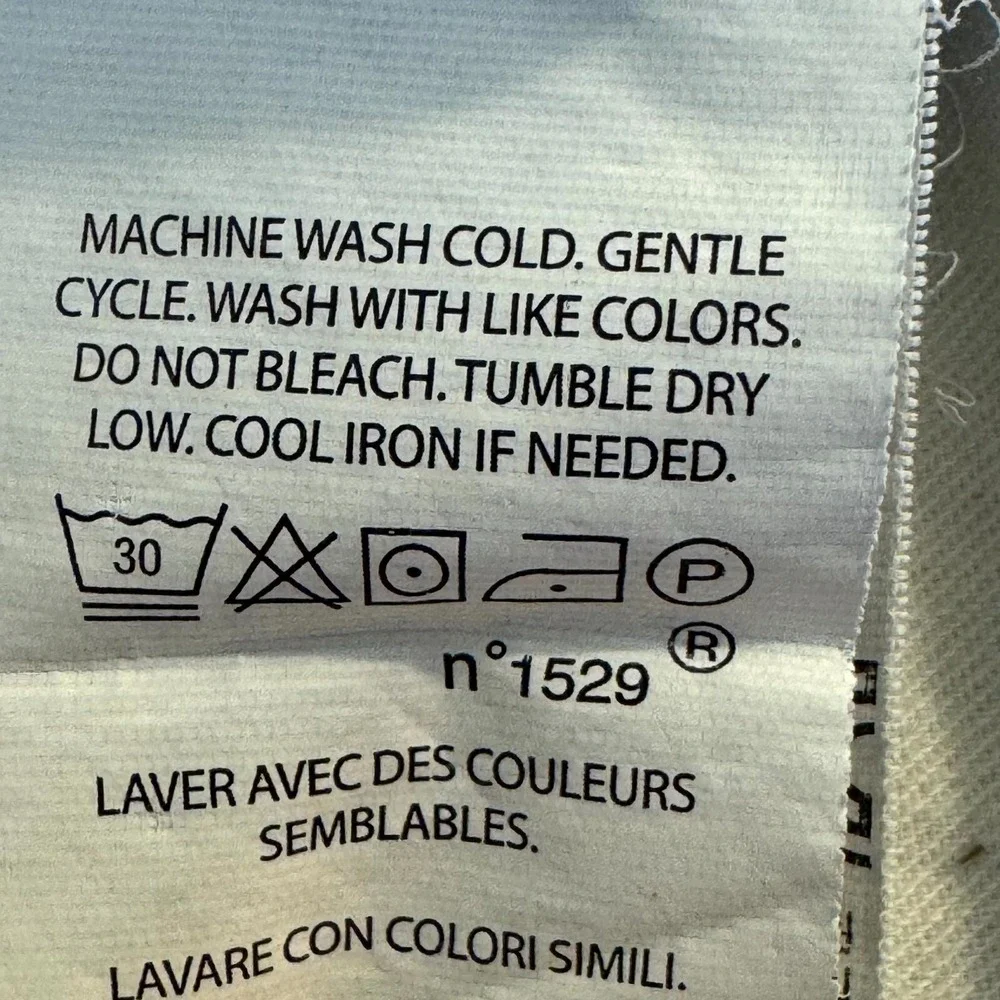 MACHINE WASH COLD. GENTLE
CYCLE. WASH WITH LIKE COLORS.
DO NOT BLEACH. TUMBLE DRY
LOW. COOL IRON IF NEEDED.
30 P
n°1529 ®
LAVER AVEC DES COULEURS
SEMBLABLES.
LAVARE CON COLORI SIMILI.